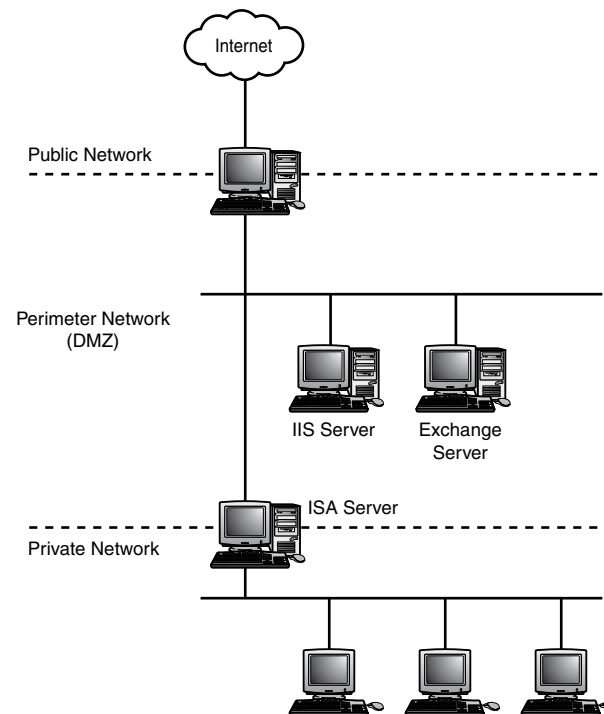 Internet
Public Network
Perimeter Network
(DMZ)
IIS Server
Exchange
Server
ISA Server
Private Network